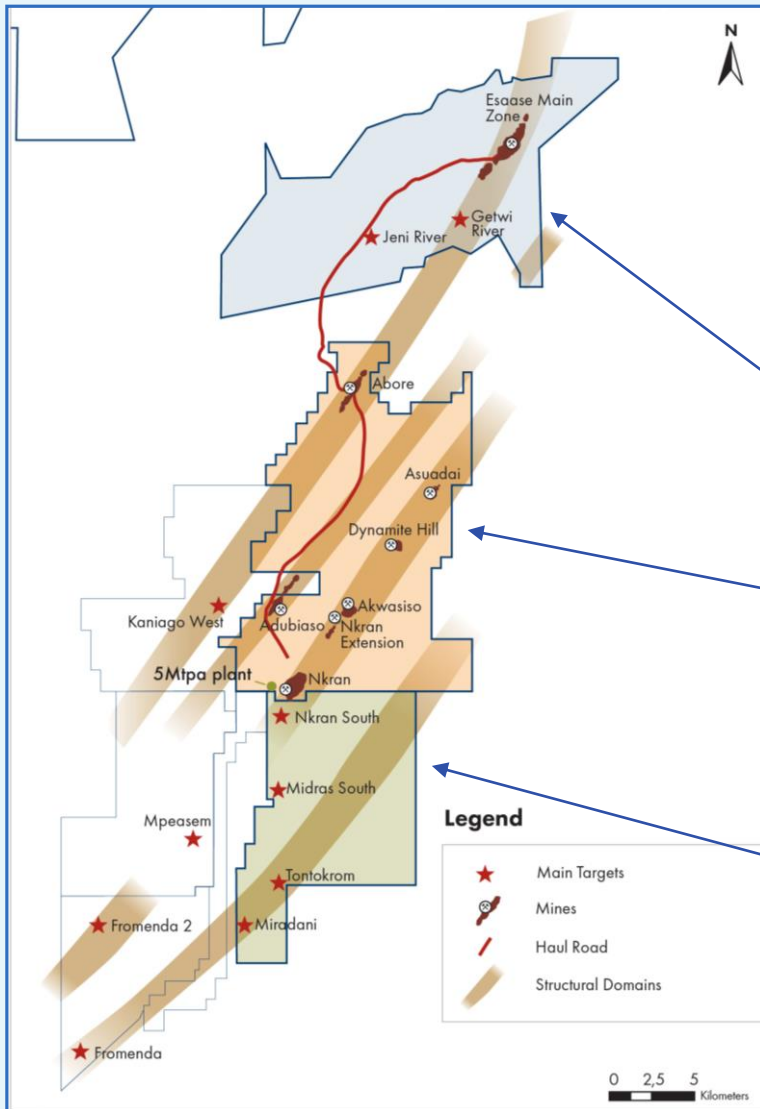 N
Esaase Main
Zone
Getwi
River
Jeni River
Abore
Asuadai
Dynamite Hill
Akwasiso
Kaniago West
Adubiaso
Nkran
Extension
5Mtpa plant
Nkran
Nkran South
Midras South
Mpeasem
Tontokrom
Fromenda 2
Miradani
Fromenda
Legend
Main Targets
Mines
Haul Road
Structural Domains
0 2,5 5
Kilometers